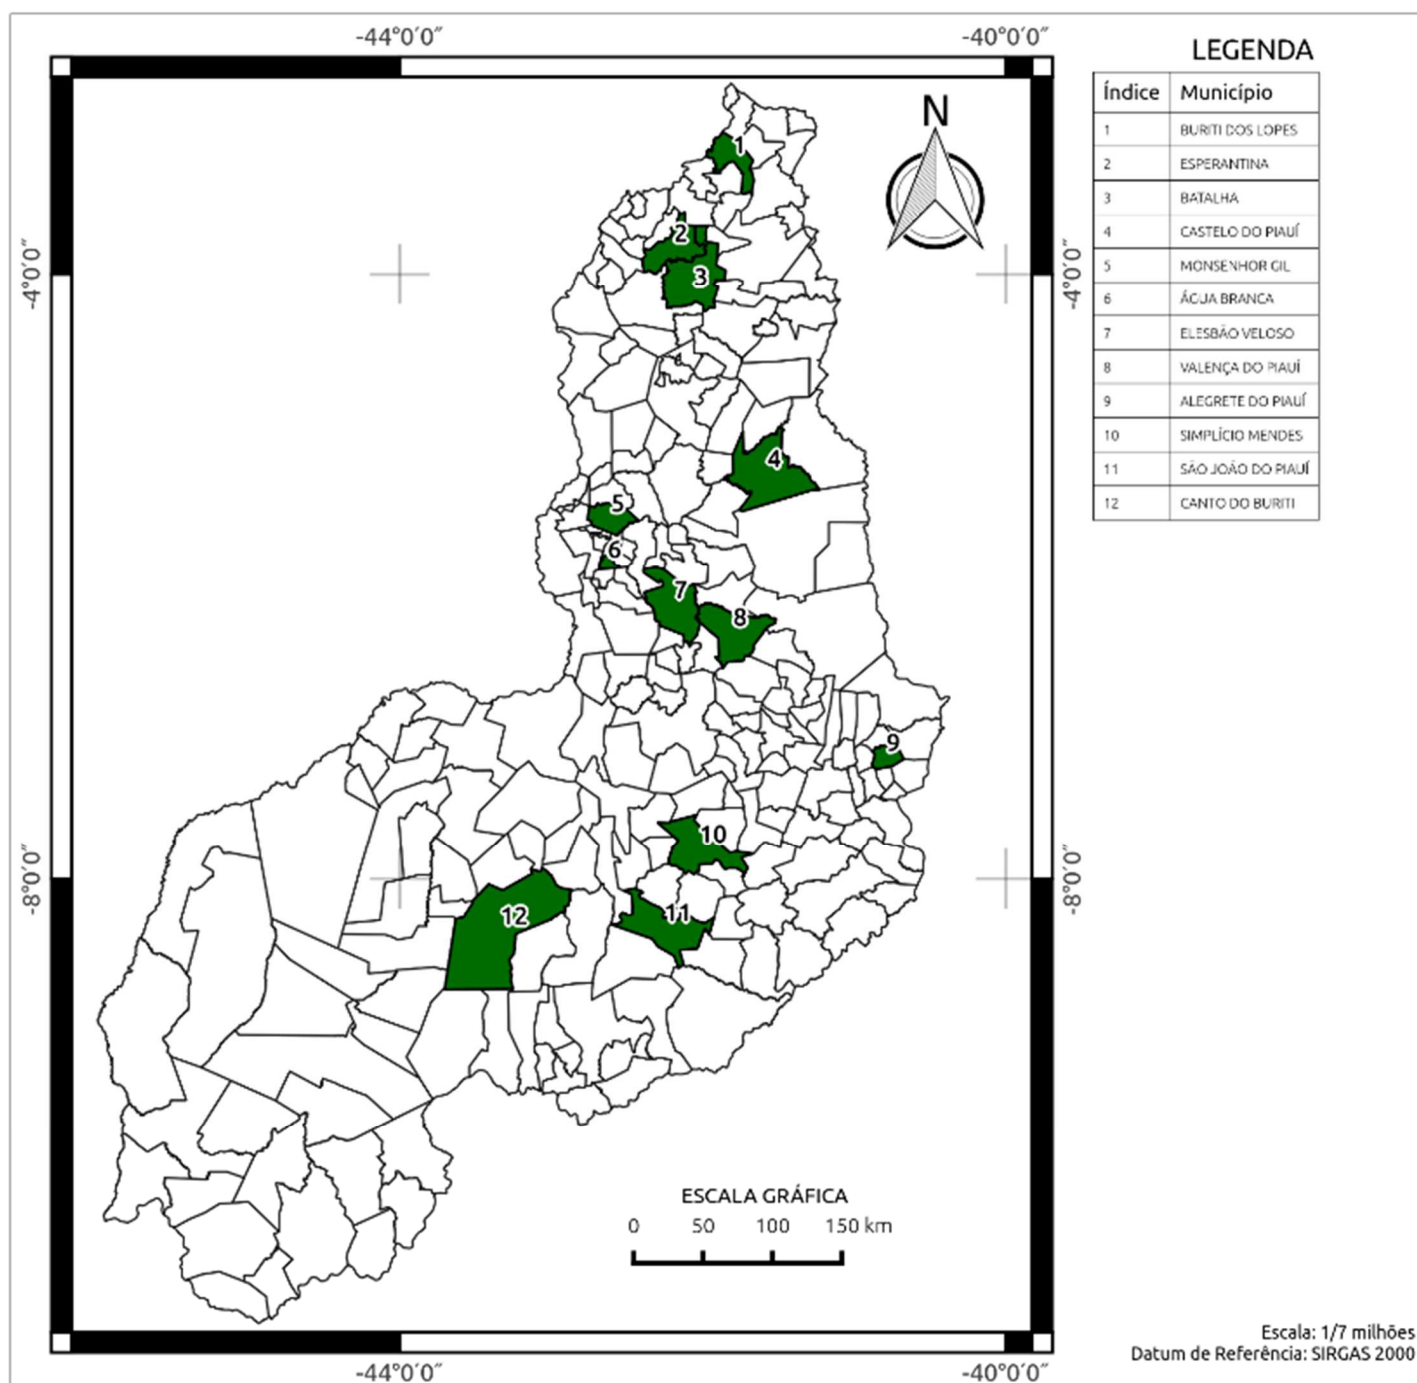 -44°0′0″
-40°0′0″
LEGENDA
Índice Município
1 BURITI DOS LOPES
2 ESPERANTINA
3 BATALHA
4 CASTELO DO PIAUÍ
5 MONSENHOR GIL
6 ÁGUA BRANCA
7 ELESBÃO VELOSO
8 VALENÇA DO PIAUÍ
9 ALEGRETE DO PIAUÍ
10 SIMPLÍCIO MENDES
11 SÃO JOÃO DO PIAUÍ
12 CANTO DO BURITI
N
1
2
3
-4°0′0″
-4°0′0″
4
5
6
7
8
9
10
-8°0′0″
-8°0′0″
11
12
ESCALA GRÁFICA
0 50 100 150 km
Escala: 1/7 milhões
Datum de Referência: SIRGAS 2000
-44°0′0″
-40°0′0″